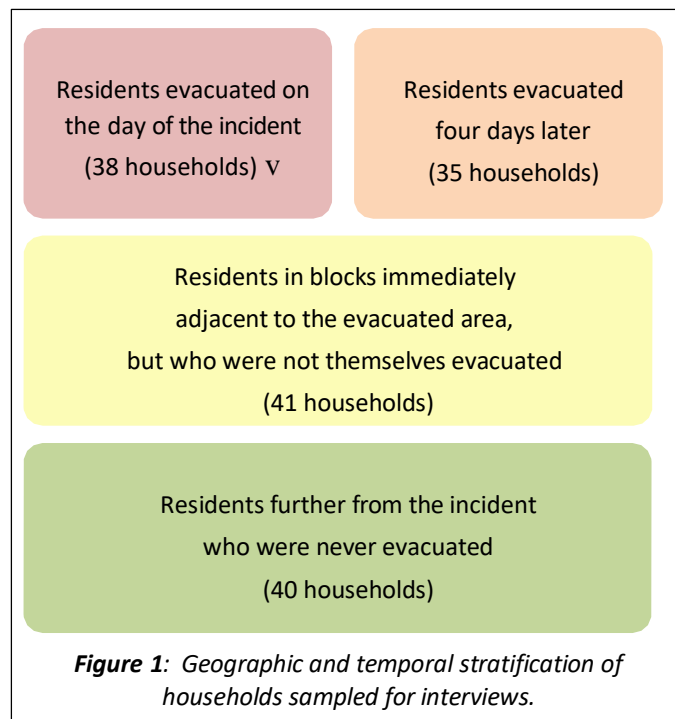 Residents evacuated on
the day of the incident
(38 households) v
Residents evacuated
four days later
(35 households)
Residents in blocks immediately
adjacent to the evacuated area,
but who were not themselves evacuated
(41 households)
Residents further from the incident
who were never evacuated
(40 households)
Figure 1: Geographic and temporal stratification of
households sampled for interviews.